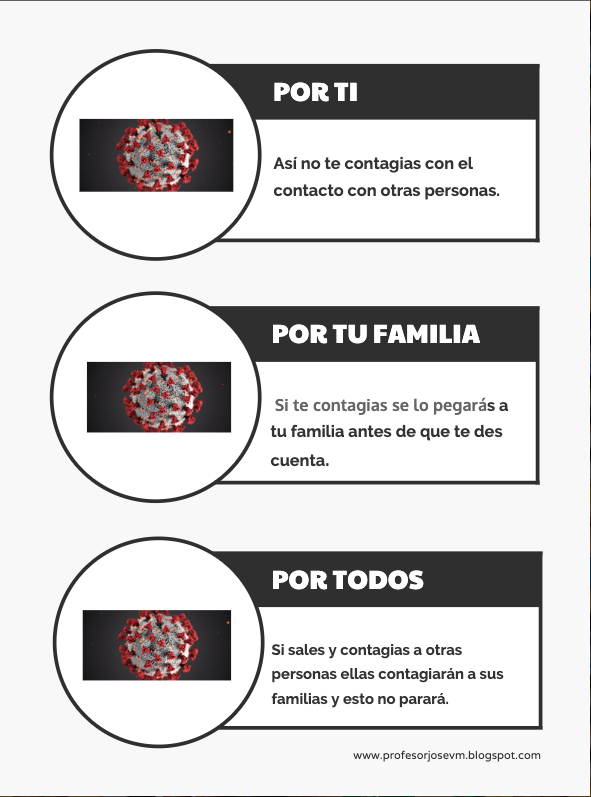 POR TI
Así no te contagias con el
contacto con otras personas.
POR TU FAMILIA
Si te contagias se lo pegarás a
tu familia antes de que te des
cuenta.
POR TODOS
Si sales y contagias a otras
personas ellas contagiarán a sus
familias y esto no parará.
www.profesorjosevm.blogspot.com